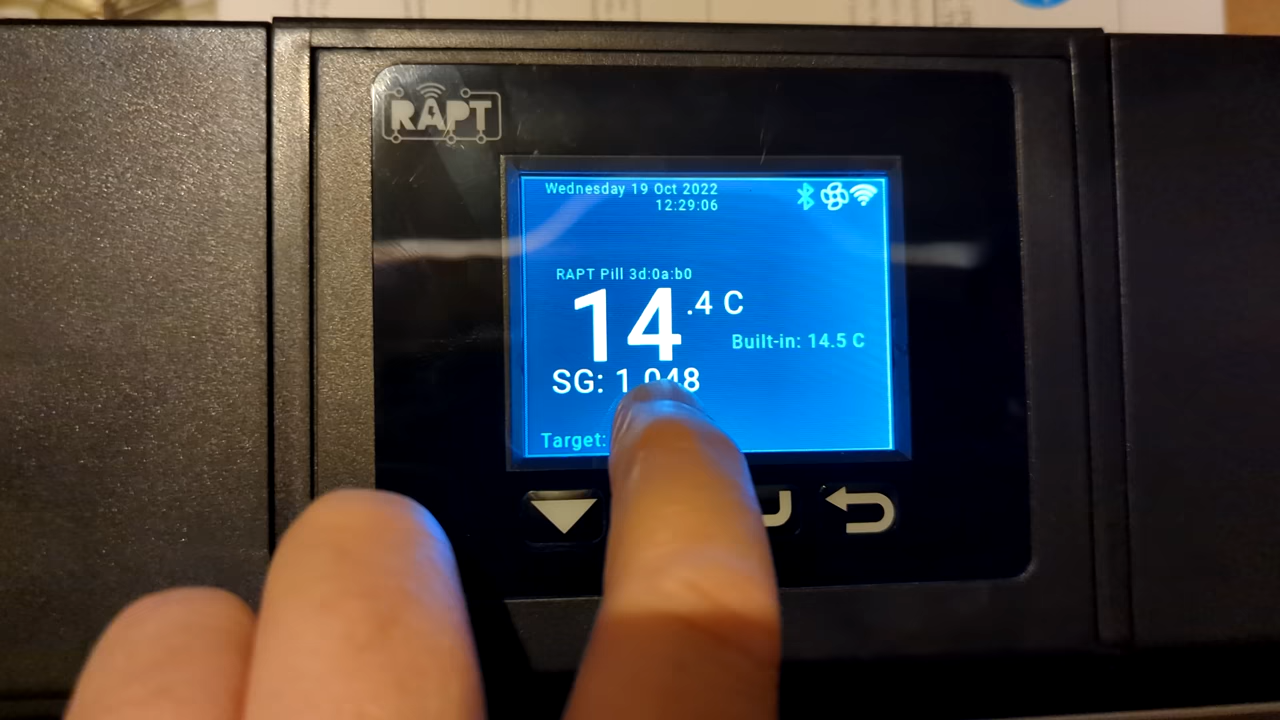 RAPT
Wednesday 19 Oct 2022
12:29:06
RAPT Pill 3d:0a:b0
14.4 C
Built-in: 14.5 C
SG: 1.048
Target: